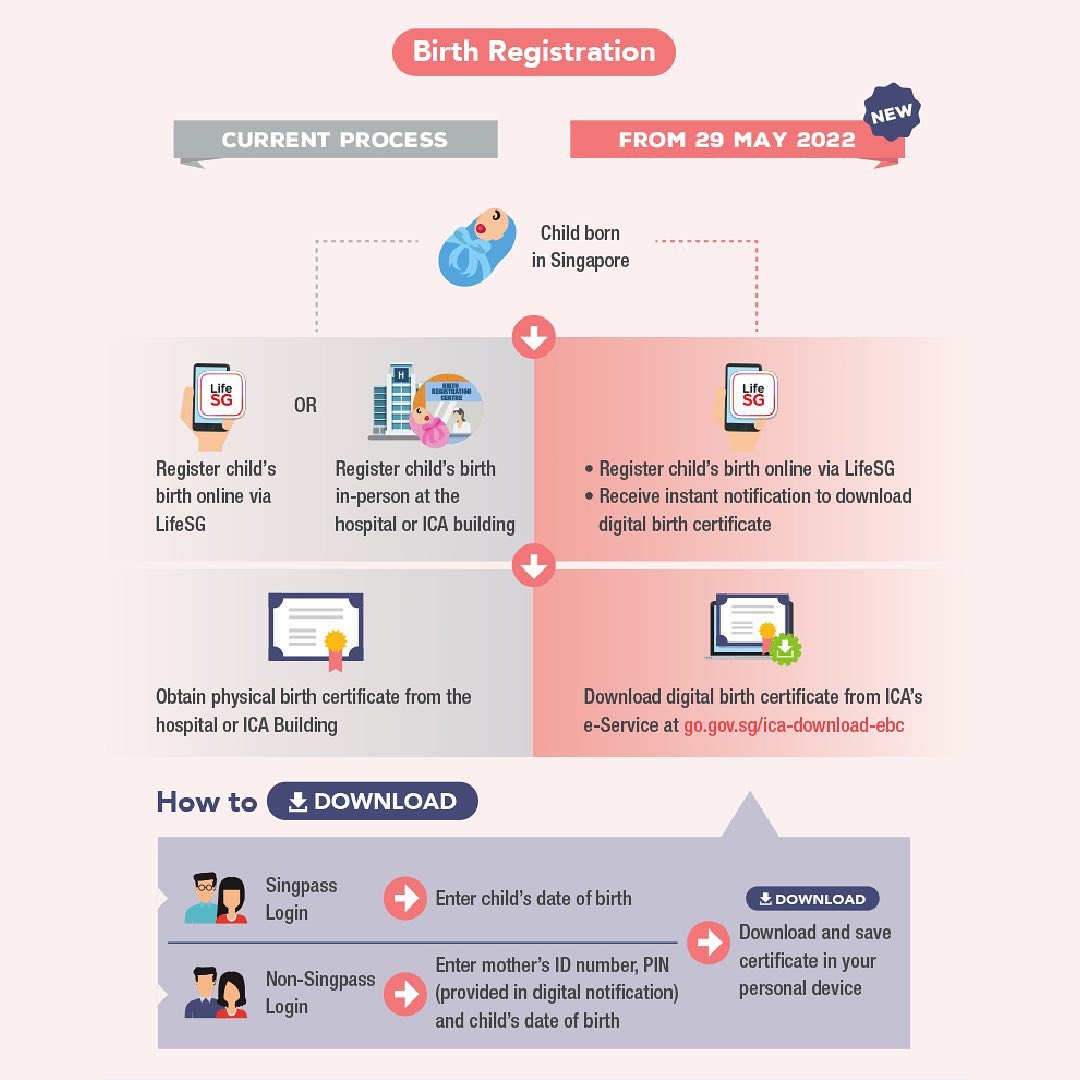 Birth Registration
CURRENT PROCESS
FROM 29 MAY 2022
NEW
Child born
in Singapore
Life
SG
OR
H
BIRTH
REGISTRATION
CENTRE
Life
SG
Register child's
birth online via
LifeSG
Register child's birth
in-person at the
hospital or ICA building
• Register child's birth online via LifeSG
• Receive instant notification to download
digital birth certificate
Obtain physical birth certificate from the
hospital or ICA Building
Download digital birth certificate from ICA's
e-Service at go.gov.sg/ica-download-ebc
How to DOWNLOAD
Singpass
Login
Enter child's date of birth
Non-Singpass
Login
Enter mother's ID number, PIN
(provided in digital notification)
and child's date of birth
DOWNLOAD
Download and save
certificate in your
personal device